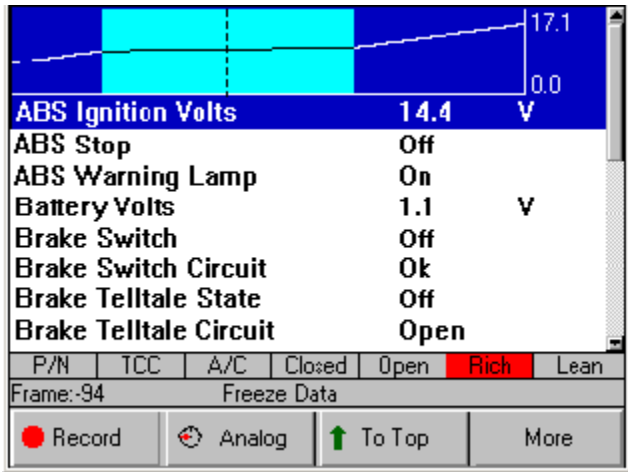 17.1
0.0
ABS Ignition Volts 14.4 V
ABS Stop Off
ABS Warning Lamp On
Battery Volts 1.1 V
Brake Switch Off
Brake Switch Circuit Ok
Brake Telltale State Off
Brake Telltale Circuit Open
P/N TCC A/C Closed Open Rich Lean
Frame:-94 Freeze Data
Record Analog To Top More